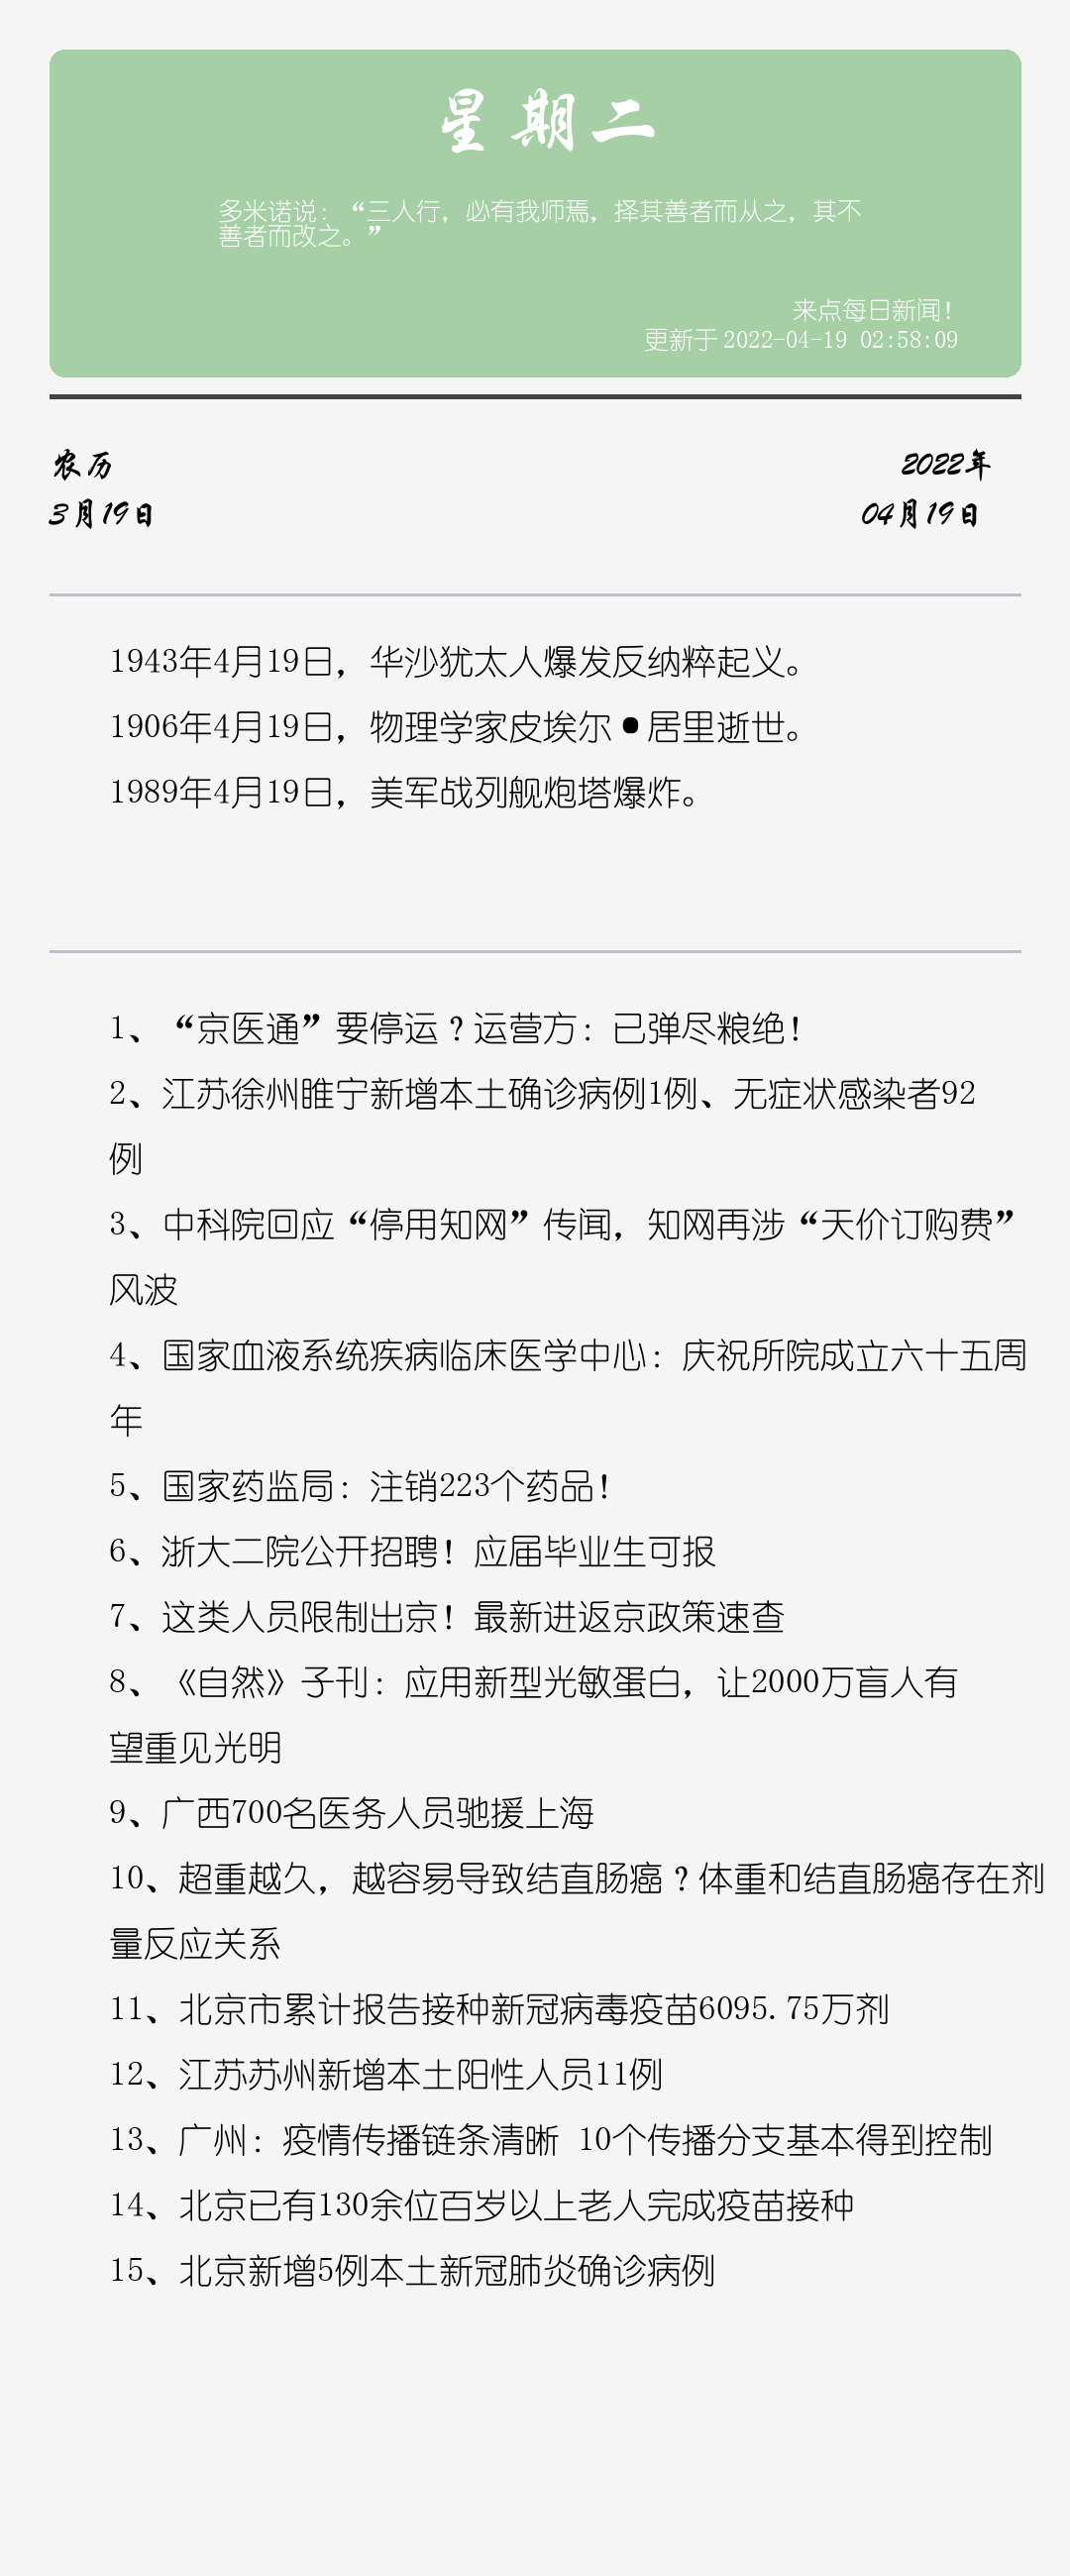 星期二
多米诺说：“三人行，必有我师焉，择其善者而从之，其不
善者而改之。”
来点每日新闻！
更新于 2022-04-19 02:58:09
农历
2022年
3月19日
04月19日
1943年4月19日，华沙犹太人爆发反纳粹起义。
1906年4月19日，物理学家皮埃尔•居里逝世。
1989年4月19日，美军战列舰炮塔爆炸。
1、“京医通”要停运？运营方：已弹尽粮绝！
2、江苏徐州睢宁新增本土确诊病例1例、无症状感染者92
例
3、中科院回应“停用知网”传闻，知网再涉“天价订购费”
风波
4、国家血液系统疾病临床医学中心：庆祝所院成立六十五周
年
5、国家药监局：注销223个药品！
6、浙大二院公开招聘！应届毕业生可报
7、这类人员限制出京！最新进返京政策速查
8、《自然》子刊：应用新型光敏蛋白，让2000万盲人有
望重见光明
9、广西700名医务人员驰援上海
10、超重越久，越容易导致结直肠癌？体重和结直肠癌存在剂
量反应关系
11、北京市累计报告接种新冠病毒疫苗6095.75万剂
12、江苏苏州新增本土阳性人员11例
13、广州：疫情传播链条清晰 10个传播分支基本得到控制
14、北京已有130余位百岁以上老人完成疫苗接种
15、北京新增5例本土新冠肺炎确诊病例